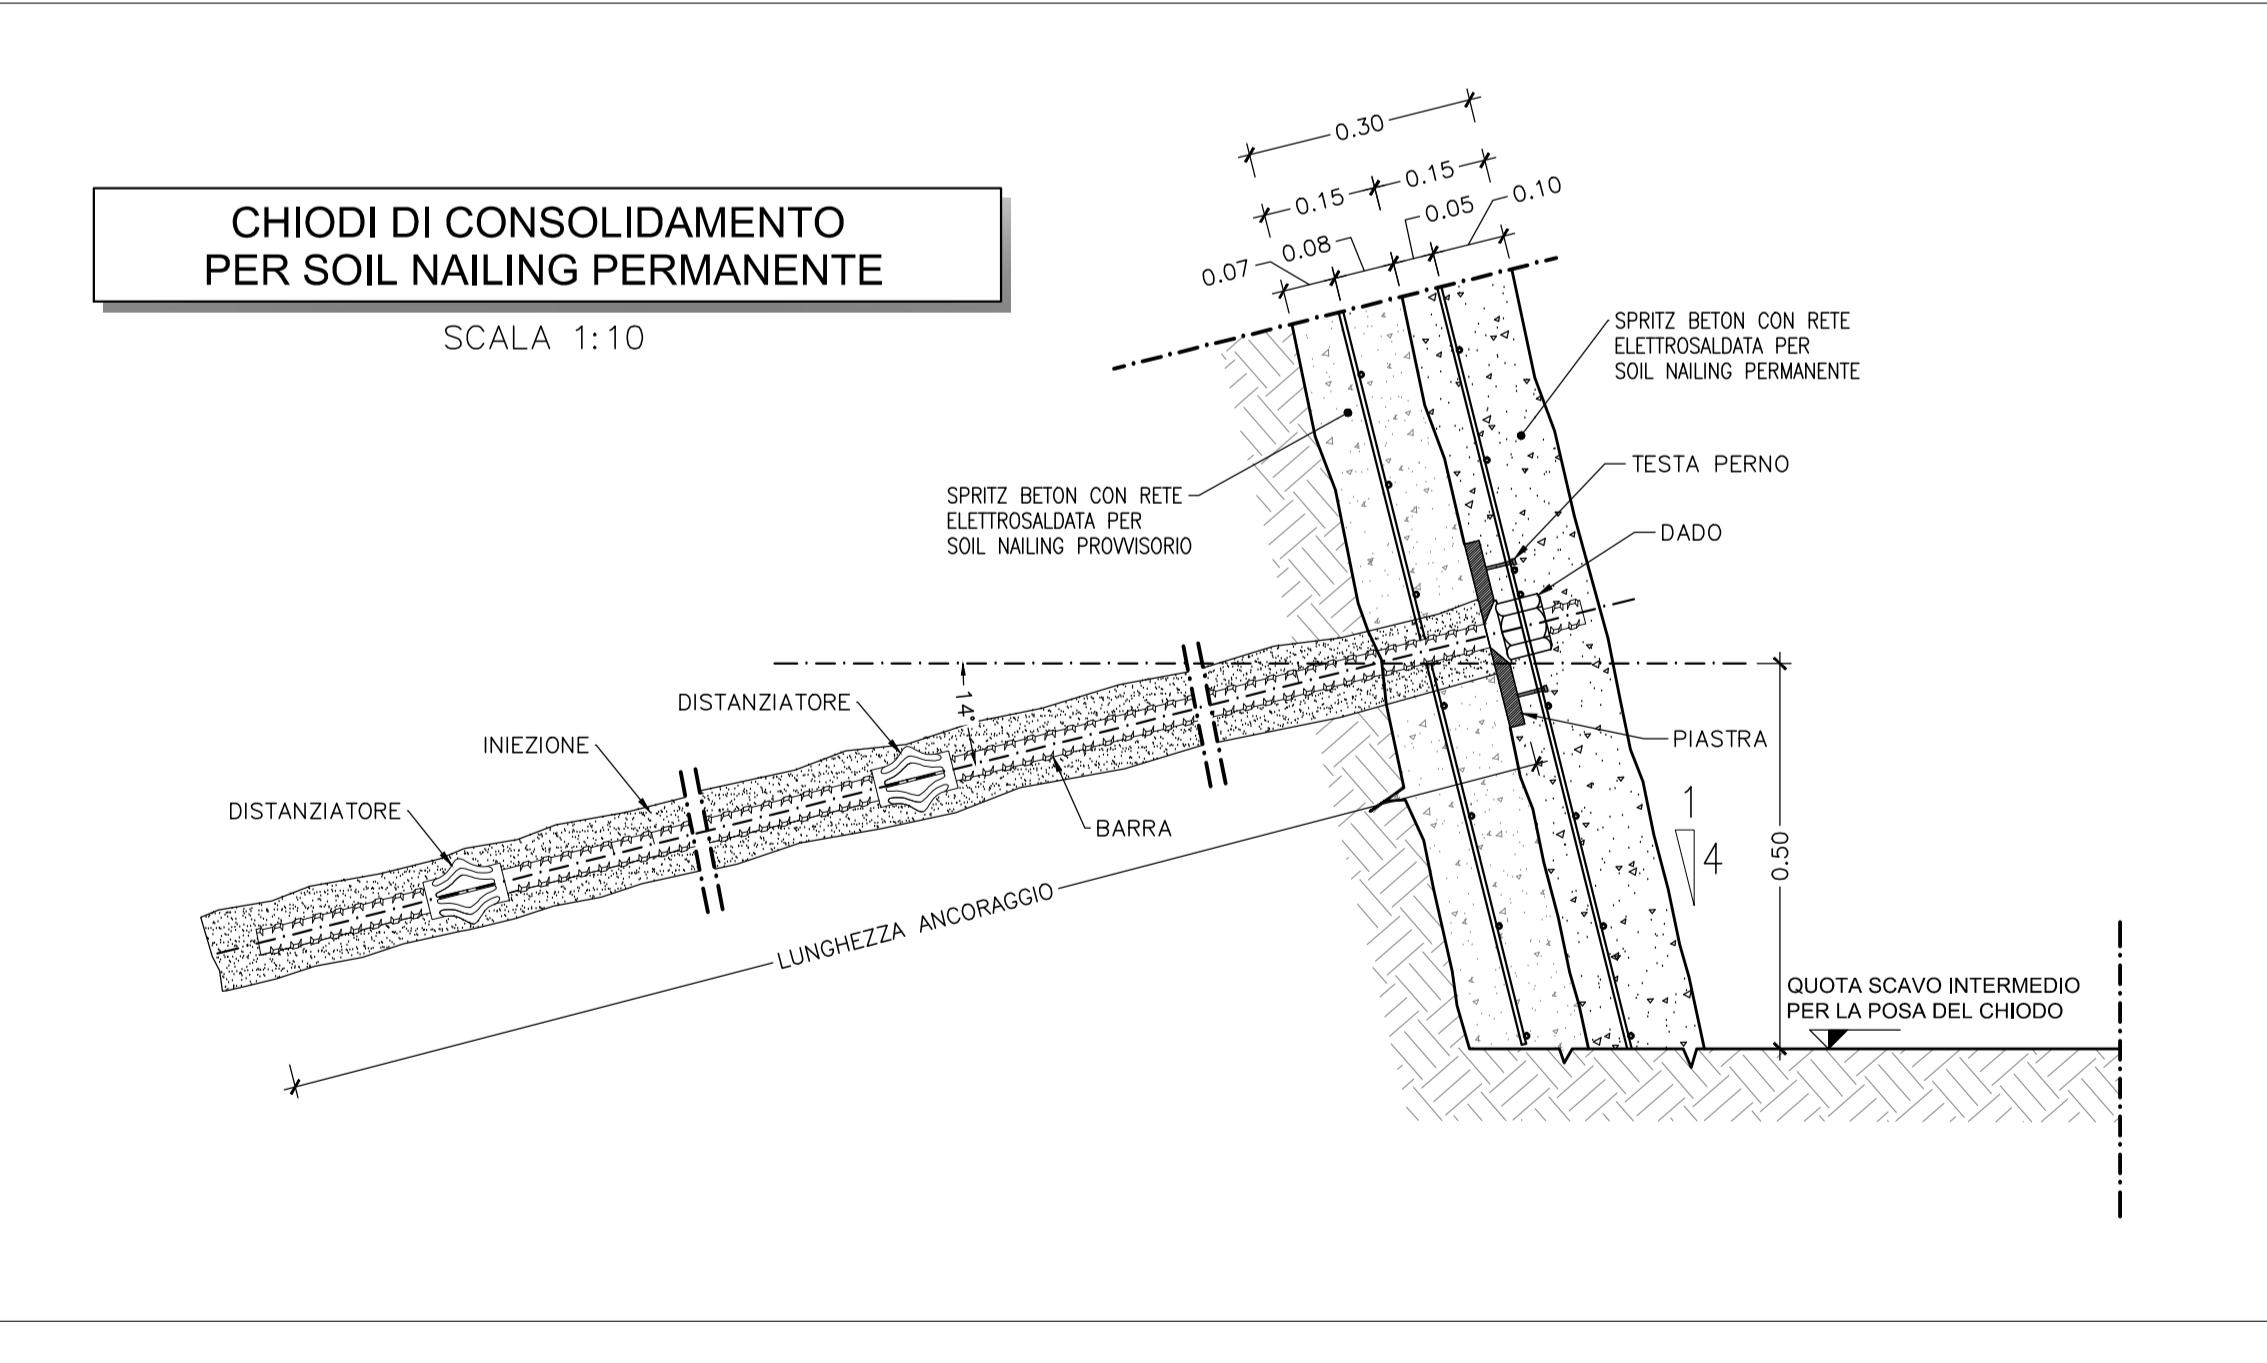 CHIODI DI CONSOLIDAMENTO
PER SOIL NAILING PERMANENTE
SCALA 1:10
0.30
0.15
0.15
0.07
0.08
0.05
0.10
SPRITZ BETON CON RETE
ELETTROSALDATA PER
SOIL NAILING PERMANENTE
TESTA PERNO
SPRITZ BETON CON RETE
ELETTROSALDATA PER
SOIL NAILING PROVVISORIO
DADO
DISTANZIATORE
14°
INIEZIONE
PIASTRA
DISTANZIATORE
BARRA
1
4
0.50
LUNGHEZZA ANCORAGGIO
QUOTA SCAVO INTERMEDIO
PER LA POSA DEL CHIODO